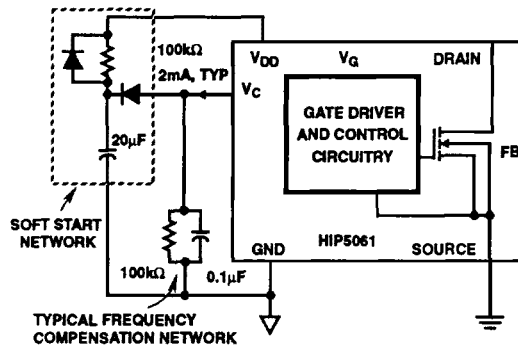 100kΩ
2mA, TYP
20μF
SOFT START
NETWORK
100kΩ
0.1μF
TYPICAL FREQUENCY
COMPENSATION NETWORK
VDD
VG
DRAIN
VC
GATE DRIVER
AND CONTROL
CIRCUITRY
FB
GND
HIP5061
SOURCE